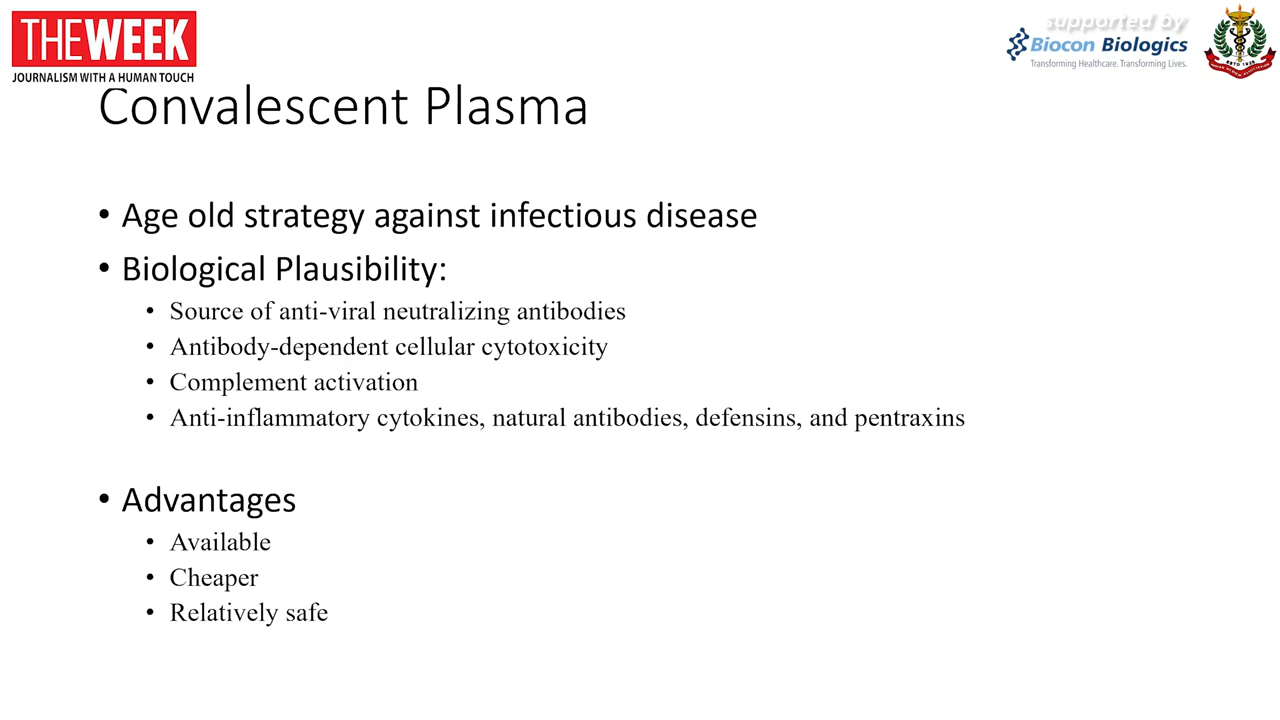 THE WEEK
JOURNALISM WITH A HUMAN TOUCH
supported by
Biocon Biologics
Transforming Healthcare. Transforming Lives.
Convalescent Plasma
• Age old strategy against infectious disease
• Biological Plausibility:
• Source of anti-viral neutralizing antibodies
• Antibody-dependent cellular cytotoxicity
• Complement activation
• Anti-inflammatory cytokines, natural antibodies, defensins, and pentraxins
• Advantages
• Available
• Cheaper
• Relatively safe